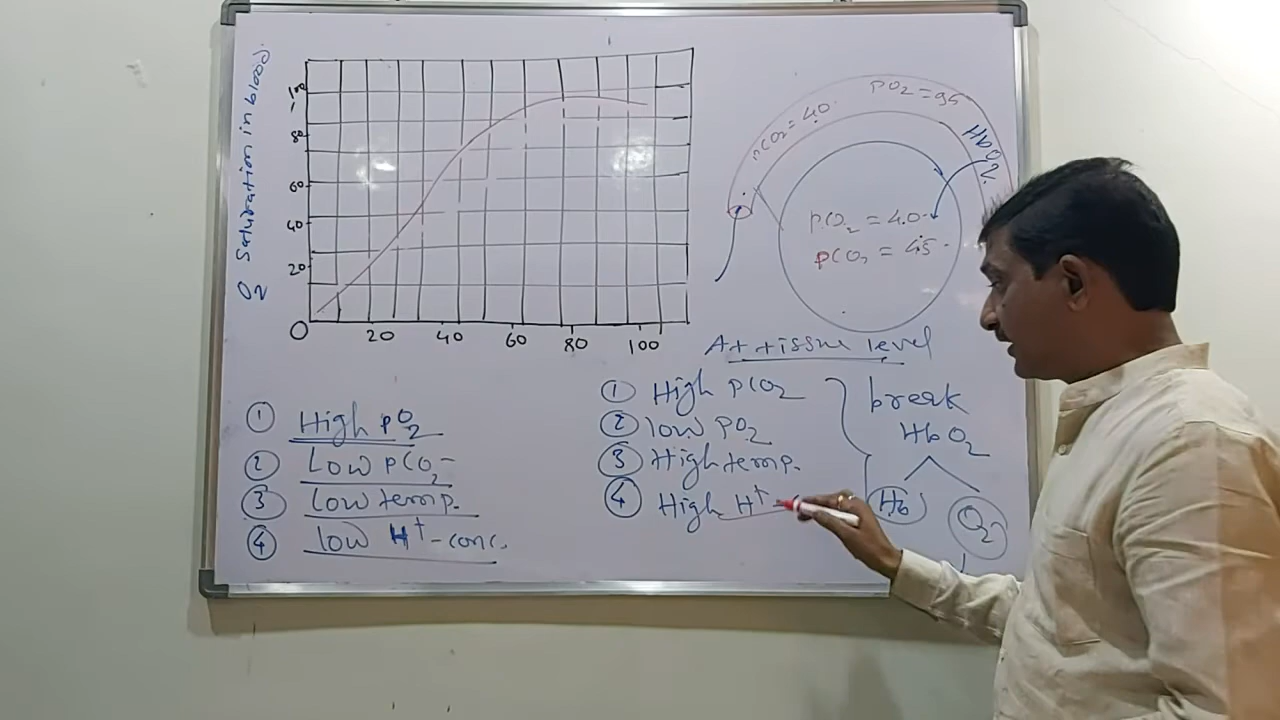 O2 Saturation in blood.
100
80
60
40
20
O
20 40 60 80 100
pCO2 = 40
PO2 = 95
HbO2.
pCO2 = 40
pCO2 = 45
At tissue level
① High pO2
② Low pCO2
③ Low temp.
④ low H+ - conc.
① High pCO2
② low PO2
③ High temp.
④ High H+
break
HbO2
Hb O2